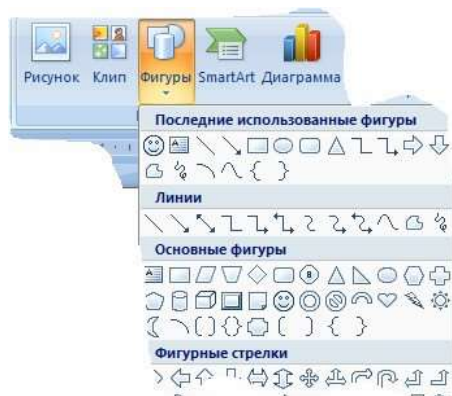 Рисунок Клип Фигуры SmartArt Диаграмма
Последние использованные фигуры
Линии
Основные фигуры
Фигурные стрелки